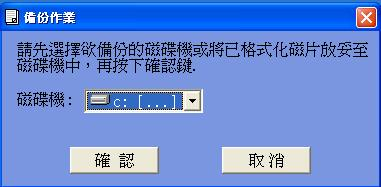 備份作業
請先選擇欲備份的磁碟機或將已格式化磁片放妥至
磁碟機中，再按下確認鍵.
磁碟機： c: [...]
確 認 取 消